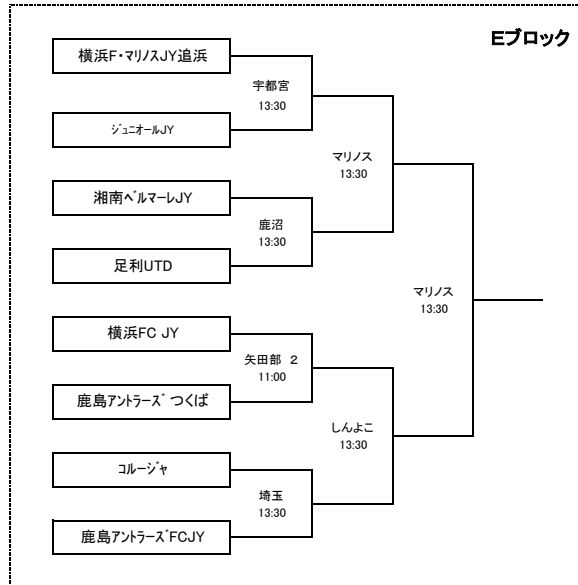 Eブロック
横浜F・マリノスJY追浜
宇都宮
13:30
ジュニオールJY
マリノス
13:30
湘南ベルマーレJY
鹿沼
13:30
足利UTD
マリノス
13:30
横浜FC JY
矢田部 2
11:00
鹿島アントラーズ つくば
しんよこ
13:30
コルージャ
埼玉
13:30
鹿島アントラーズFCJY